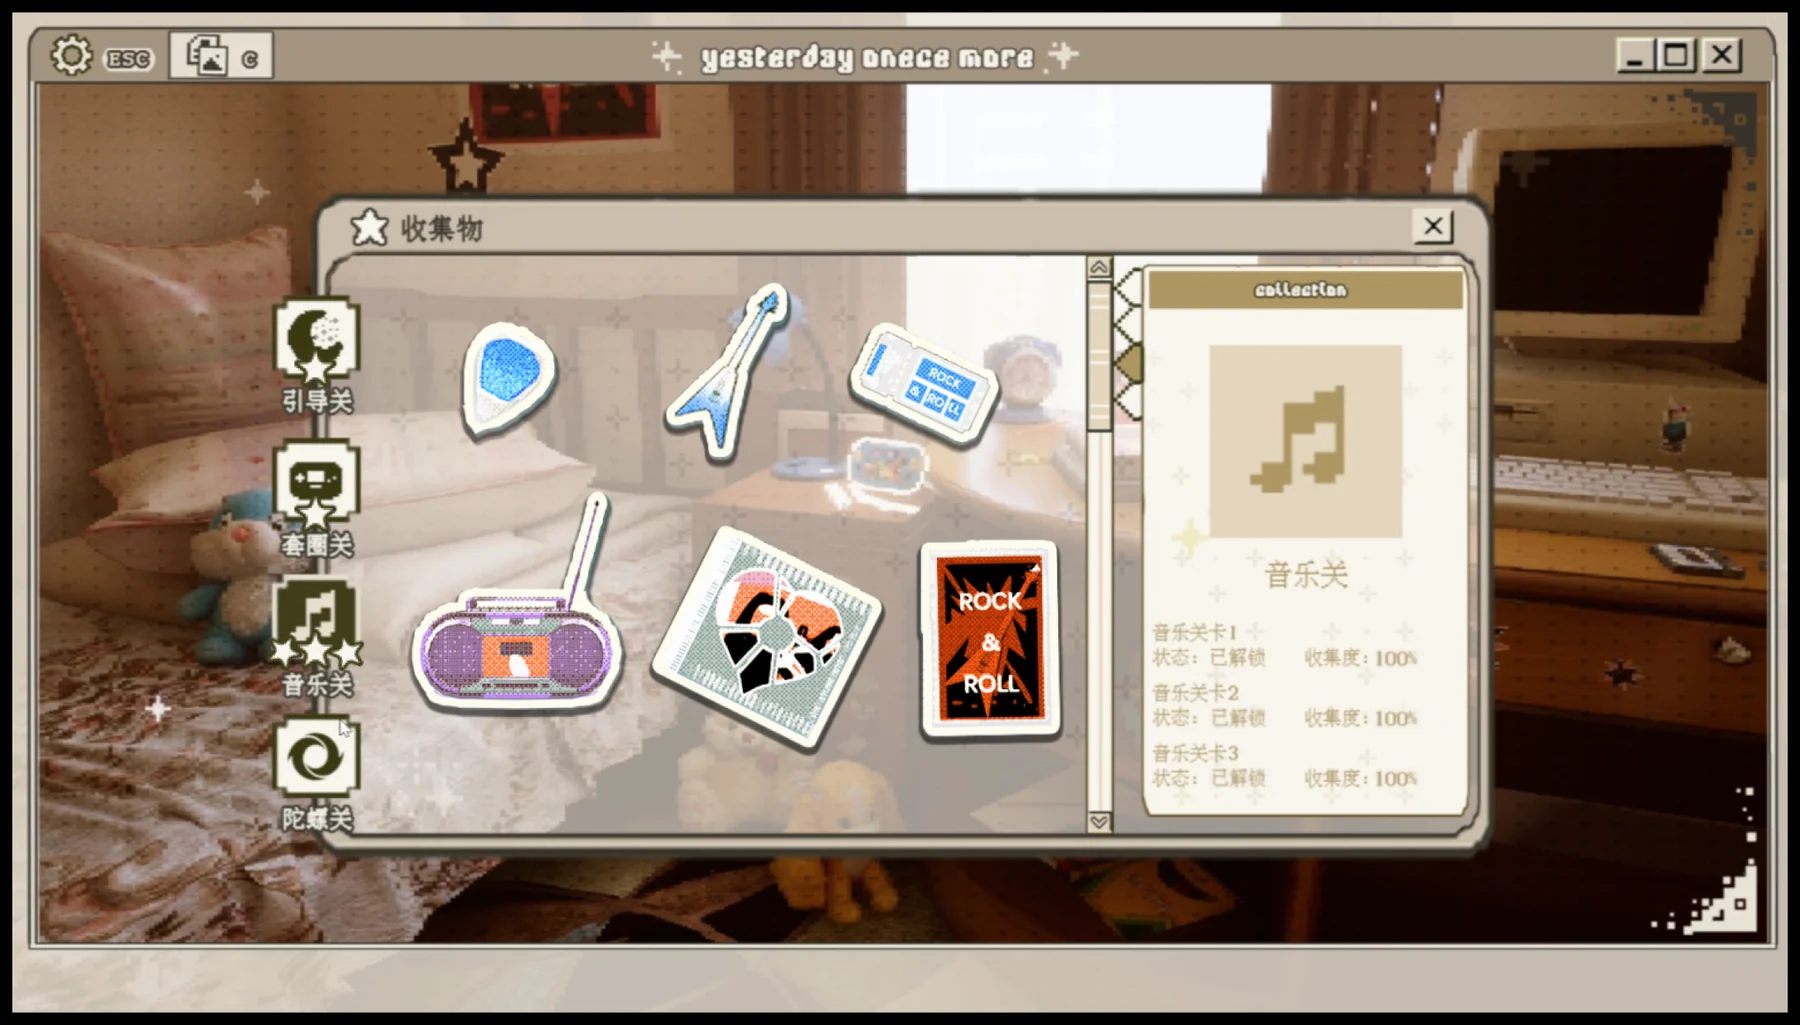 ESC
C
yesterday onece more
收集物
collection
引导关
套圈关
音乐关
陀螺关
ROCK
& ROLL
ROCK
&
ROLL
音乐关
音乐关卡1
状态：已解锁 收集度：100%
音乐关卡2
状态：已解锁 收集度：100%
音乐关卡3
状态：已解锁 收集度：100%